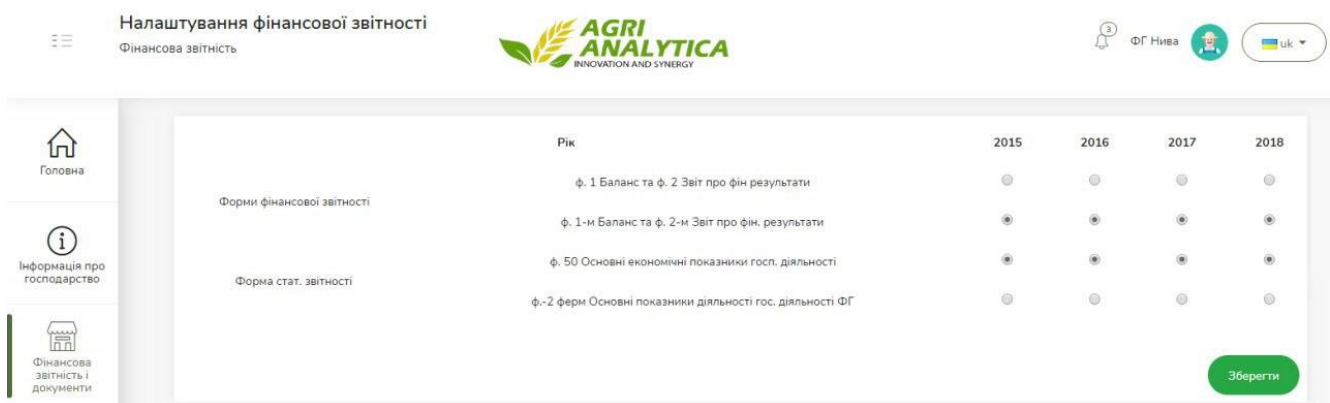 Налаштування фінансової звітності
Фінансова звітність
AGRI
ANALYTICA
INNOVATION AND SYNERGY
3
ФГ Нива
uk
Головна
Інформація про
господарство
Фінансова
звітність і
документи
Рік 2015 2016 2017 2018
Форми фінансової звітності
ф. 1 Баланс та ф. 2 Звіт про фін результати
ф. 1-м Баланс та ф. 2-м Звіт про фін. результати
Форма стат. звітності
ф. 50 Основні економічні показники госп. діяльності
ф.-2 ферм Основні показники діяльності гос. діяльності ФГ
Зберегти